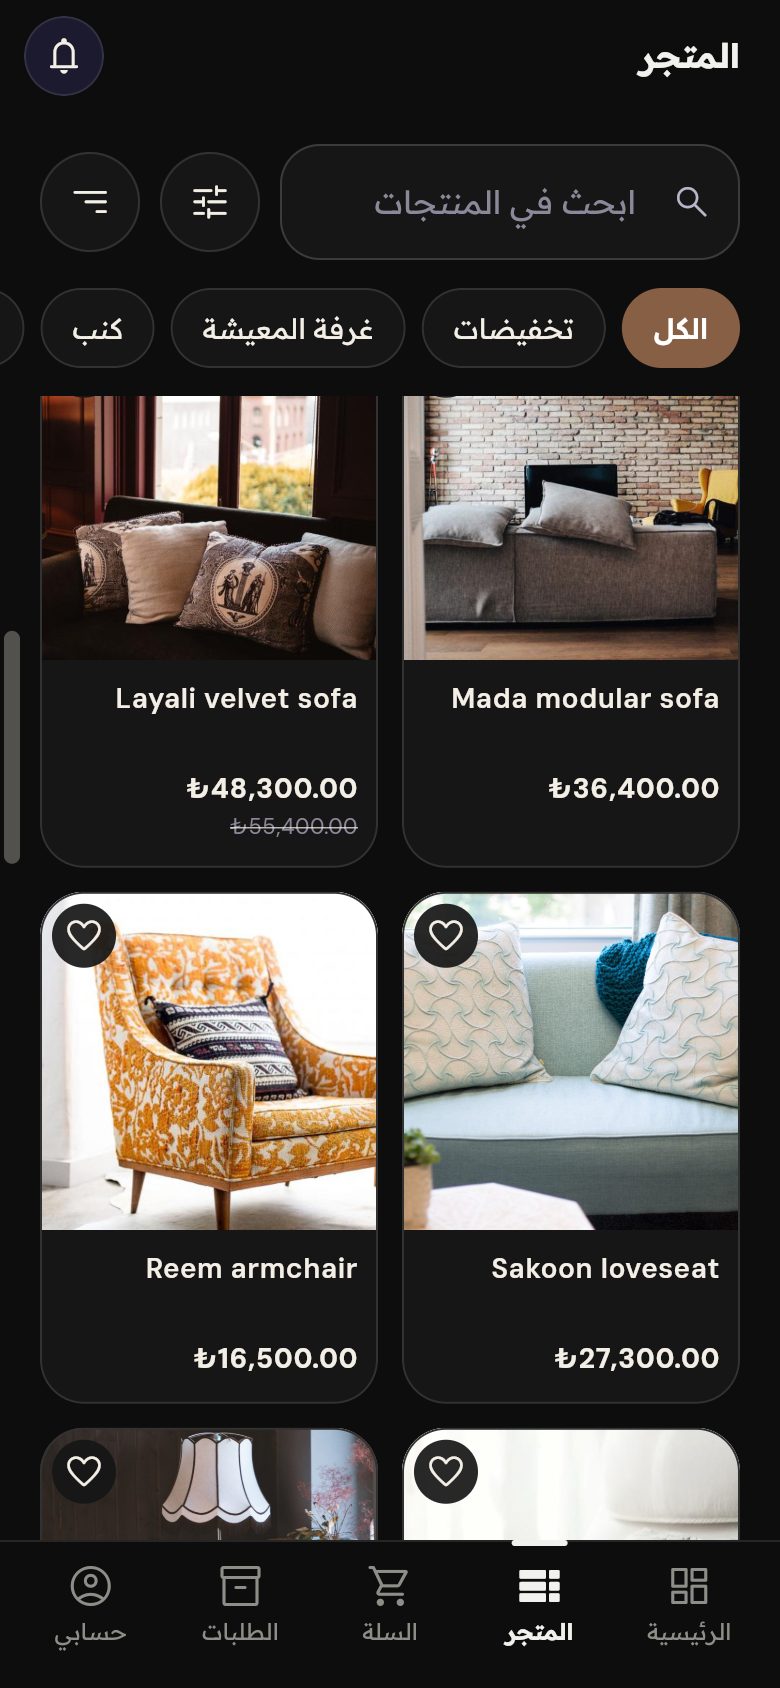 المتجر
ابحث في المنتجات
الكل
تخفيضات
غرفة المعيشة
كنب
Mada modular sofa
₺36,400.00
Layali velvet sofa
₺48,300.00
₺55,400.00
Sakoon loveseat
₺27,300.00
Reem armchair
₺16,500.00
الرئيسية
المتجر
السلة
الطلبات
حسابي